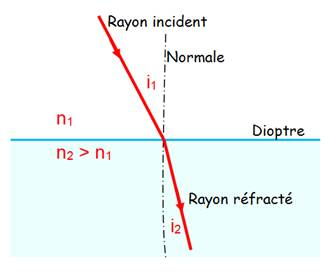 Rayon incident
Normale
i1
n1
Dioptre
n2 > n1
Rayon réfracté
i2